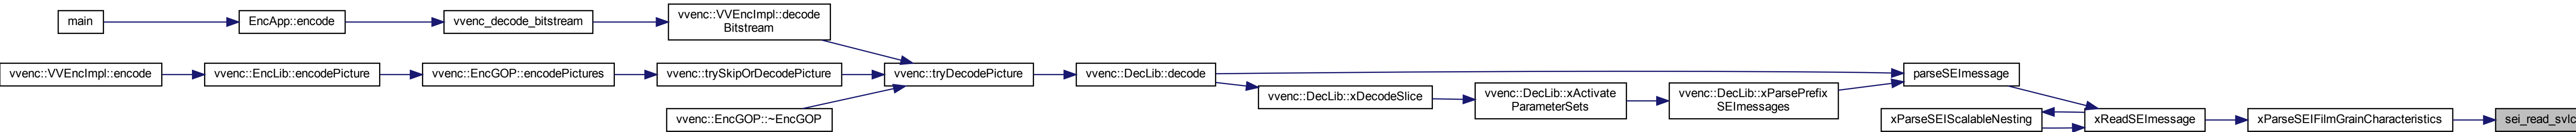 main
EncApp::encode
vvenc_decode_bitstream
vvenc::VVEncImpl::decode
Bitstream
vvenc::VVEncImpl::encode
vvenc::EncLib::encodePicture
vvenc::EncGOP::encodePictures
vvenc::trySkipOrDecodePicture
vvenc::tryDecodePicture
vvenc::DecLib::decode
parseSEImessage
vvenc::DecLib::xDecodeSlice
vvenc::DecLib::xActivate
ParameterSets
vvenc::DecLib::xParsePrefix
SEImessages
vvenc::EncGOP::~EncGOP
xParseSEIScalableNesting
xReadSEImessage
xParseSEIFilmGrainCharacteristics
sei_read_svlc